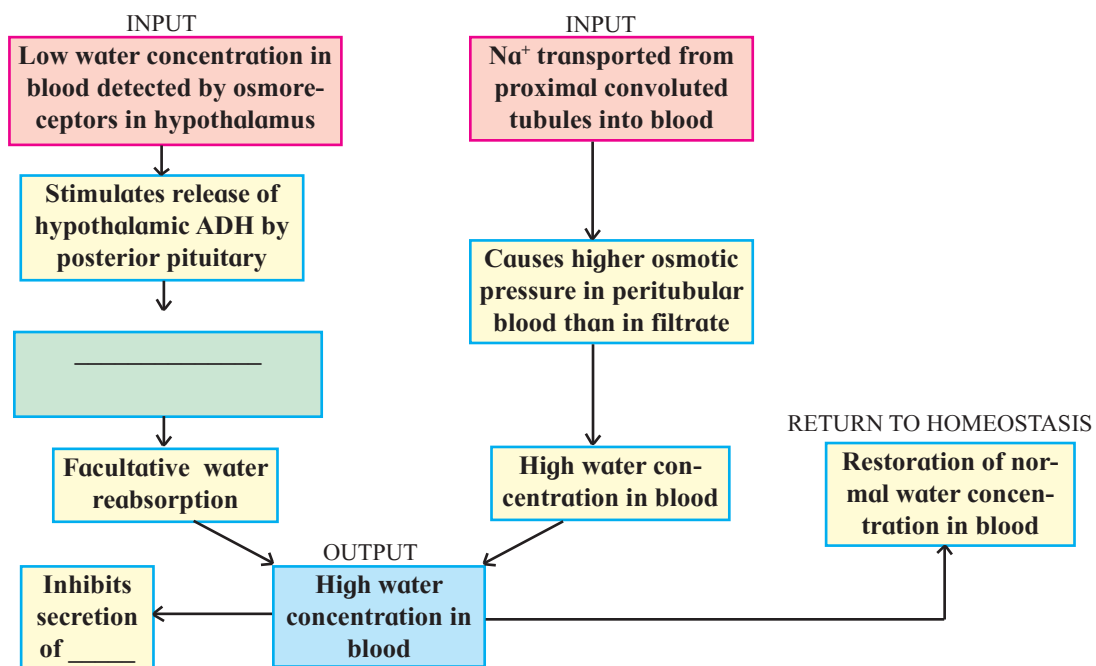 INPUT
Low water concentration in
blood detected by osmore-
ceptors in hypothalamus
Stimulates release of
hypothalamic ADH by
posterior pituitary
_______________
Facultative water
reabsorption
INPUT
Na⁺ transported from
proximal convoluted
tubules into blood
Causes higher osmotic
pressure in peritubular
blood than in filtrate
High water con-
centration in blood
OUTPUT
High water
concentration in
blood
Inhibits
secretion
of _____
RETURN TO HOMEOSTASIS
Restoration of nor-
mal water concen-
tration in blood